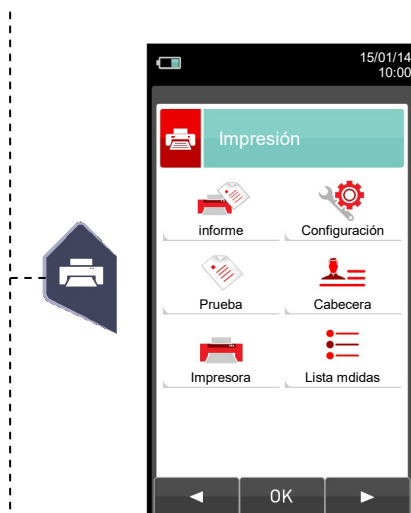 15/01/14
10:00
Impresión
informe
Configuración
Prueba
Cabecera
Impresora
Lista mdidas
OK